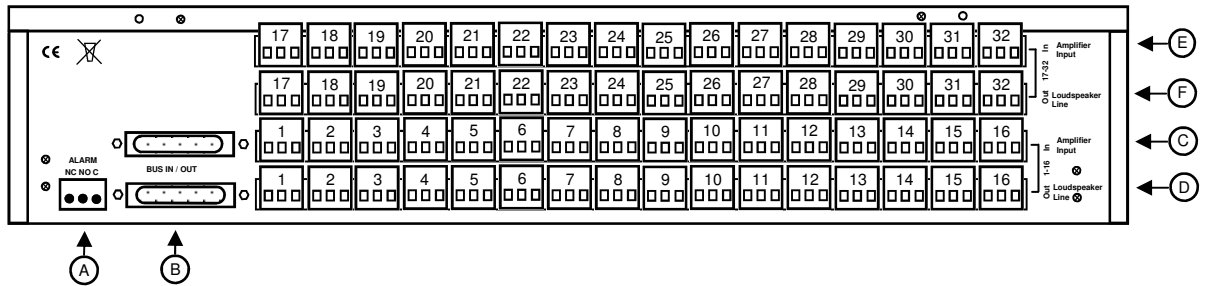 17 18 19 20 21 22 23 24 25 26 27 28 29 30 31 32
In Amplifier Input
E
17-32
17 18 19 20 21 22 23 24 25 26 27 28 29 30 31 32
Out Loudspeaker Line
F
1 2 3 4 5 6 7 8 9 10 11 12 13 14 15 16
In Amplifier Input
C
1-16
1 2 3 4 5 6 7 8 9 10 11 12 13 14 15 16
Out Loudspeaker Line
D
CE
ALARM
NC NO C
BUS IN / OUT
A
B